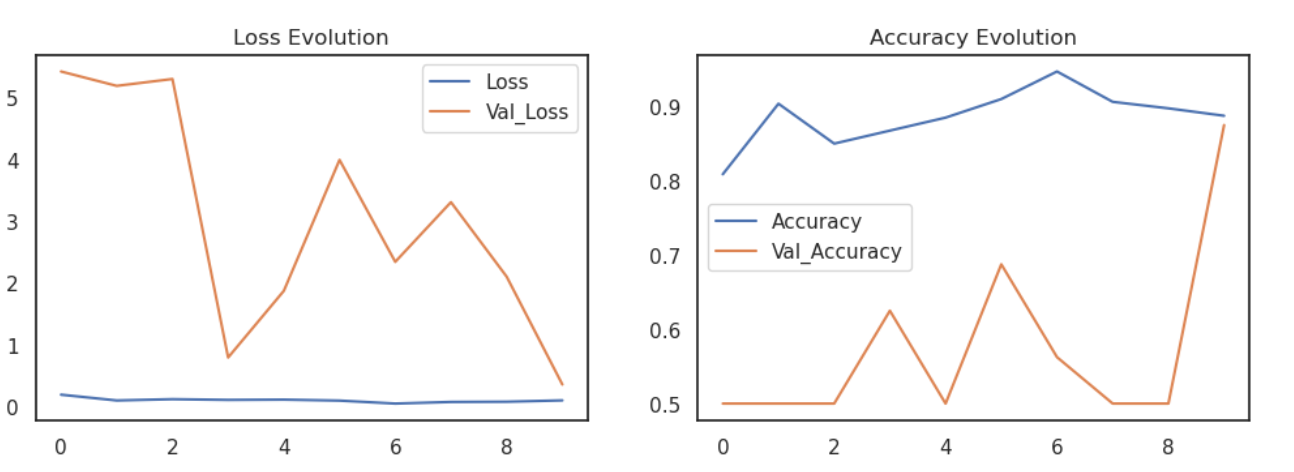 Loss Evolution
5
4
3
2
1
0
0 2 4 6 8
Loss
Val_Loss
Accuracy Evolution
0.9
0.8
0.7
0.6
0.5
0 2 4 6 8
Accuracy
Val_Accuracy